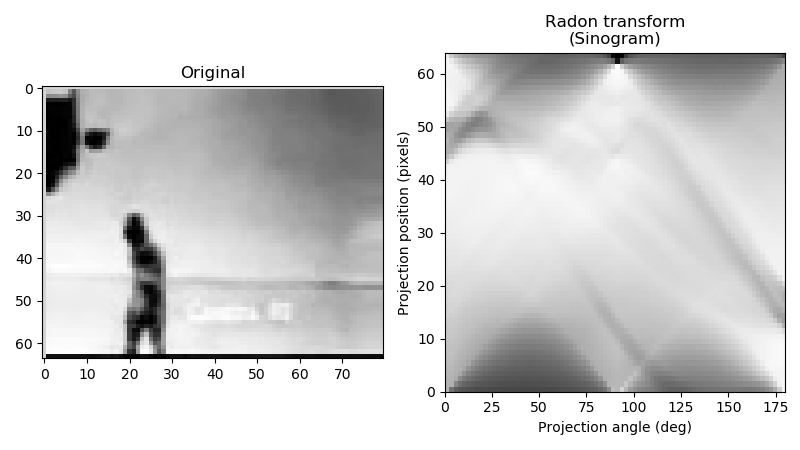 Original
0
10
20
30
40
50
60
0 10 20 30 40 50 60 70
Radon transform
(Sinogram)
Projection position (pixels)
60
50
40
30
20
10
0
0 25 50 75 100 125 150 175
Projection angle (deg)